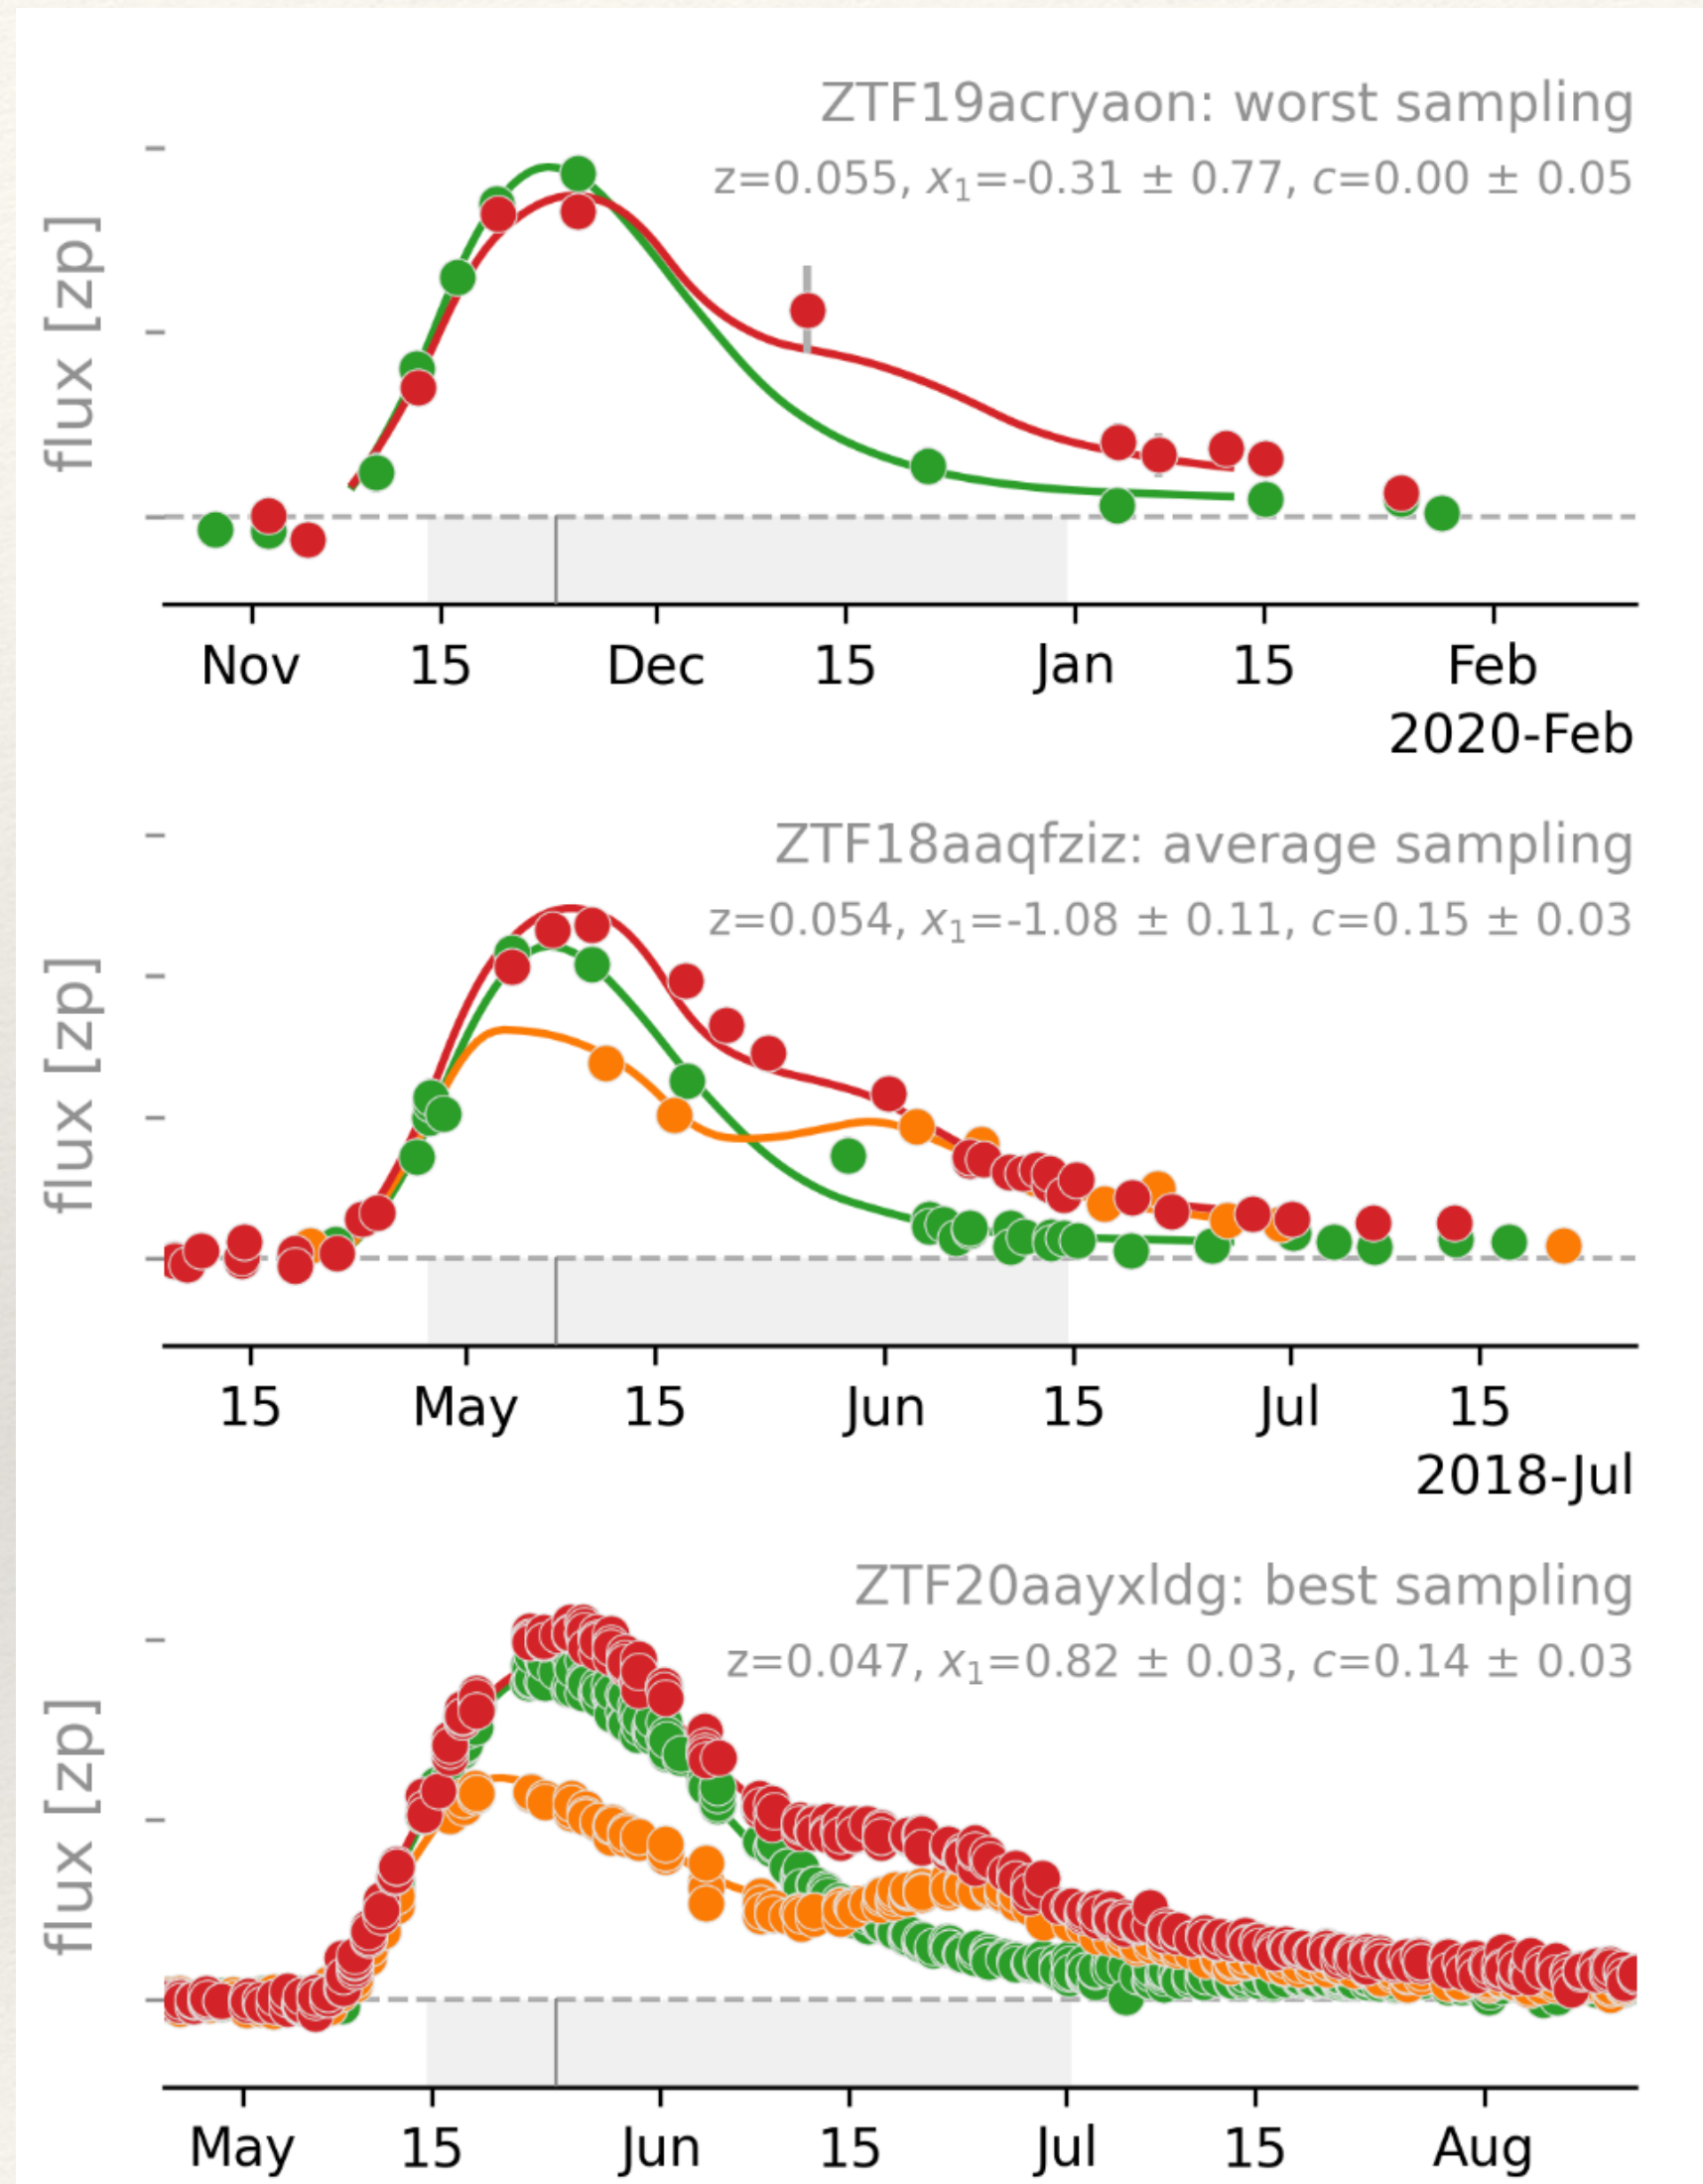 ZTF19acryaon: worst sampling
z=0.055, x₁=-0.31 ± 0.77, c=0.00 ± 0.05
flux [zp]
Nov 15 Dec 15 Jan 15 Feb
2020-Feb
ZTF18aaqfziz: average sampling
z=0.054, x₁=-1.08 ± 0.11, c=0.15 ± 0.03
flux [zp]
15 May 15 Jun 15 Jul 15
2018-Jul
ZTF20aayxldg: best sampling
z=0.047, x₁=0.82 ± 0.03, c=0.14 ± 0.03
flux [zp]
May 15 Jun 15 Jul 15 Aug